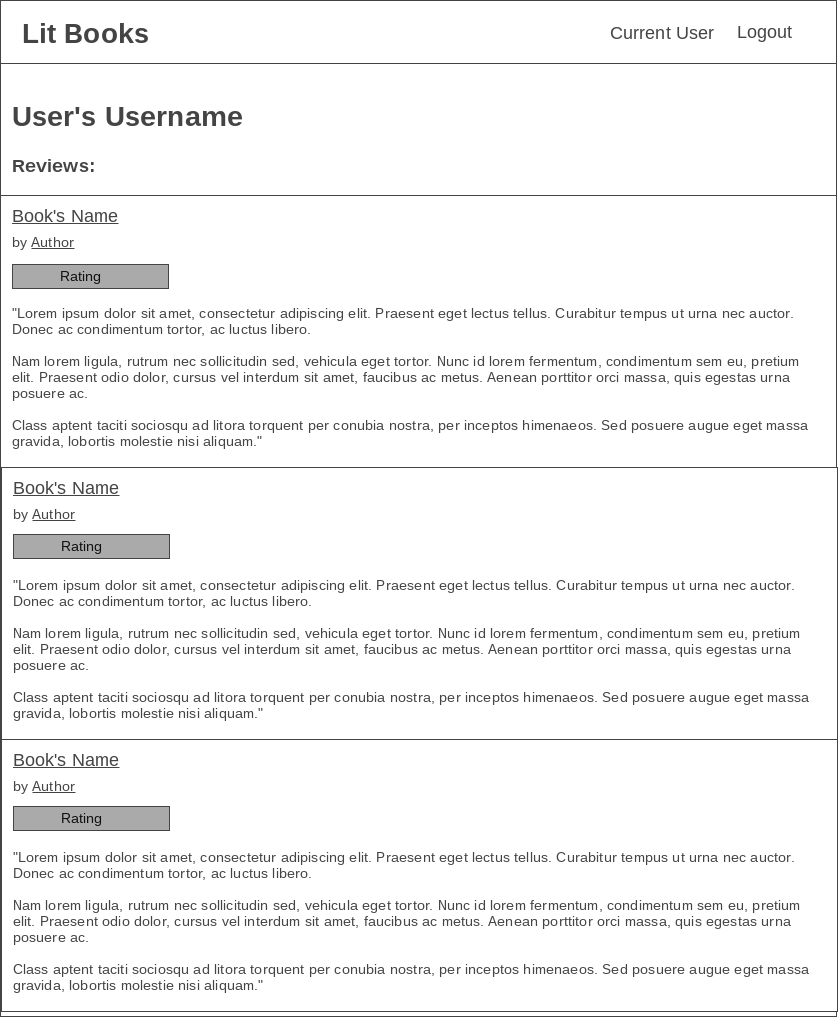 Lit Books
Current User Logout
User's Username
Reviews:
Book's Name
by Author
Rating
"Lorem ipsum dolor sit amet, consectetur adipiscing elit. Praesent eget lectus tellus. Curabitur tempus ut urna nec auctor.
Donec ac condimentum tortor, ac luctus libero.
Nam lorem ligula, rutrum nec sollicitudin sed, vehicula eget tortor. Nunc id lorem fermentum, condimentum sem eu, pretium
elit. Praesent odio dolor, cursus vel interdum sit amet, faucibus ac metus. Aenean porttitor orci massa, quis egestas urna
posuere ac.
Class aptent taciti sociosqu ad litora torquent per conubia nostra, per inceptos himenaeos. Sed posuere augue eget massa
gravida, lobortis molestie nisi aliquam."
Book's Name
by Author
Rating
"Lorem ipsum dolor sit amet, consectetur adipiscing elit. Praesent eget lectus tellus. Curabitur tempus ut urna nec auctor.
Donec ac condimentum tortor, ac luctus libero.
Nam lorem ligula, rutrum nec sollicitudin sed, vehicula eget tortor. Nunc id lorem fermentum, condimentum sem eu, pretium
elit. Praesent odio dolor, cursus vel interdum sit amet, faucibus ac metus. Aenean porttitor orci massa, quis egestas urna
posuere ac.
Class aptent taciti sociosqu ad litora torquent per conubia nostra, per inceptos himenaeos. Sed posuere augue eget massa
gravida, lobortis molestie nisi aliquam."
Book's Name
by Author
Rating
"Lorem ipsum dolor sit amet, consectetur adipiscing elit. Praesent eget lectus tellus. Curabitur tempus ut urna nec auctor.
Donec ac condimentum tortor, ac luctus libero.
Nam lorem ligula, rutrum nec sollicitudin sed, vehicula eget tortor. Nunc id lorem fermentum, condimentum sem eu, pretium
elit. Praesent odio dolor, cursus vel interdum sit amet, faucibus ac metus. Aenean porttitor orci massa, quis egestas urna
posuere ac.
Class aptent taciti sociosqu ad litora torquent per conubia nostra, per inceptos himenaeos. Sed posuere augue eget massa
gravida, lobortis molestie nisi aliquam."